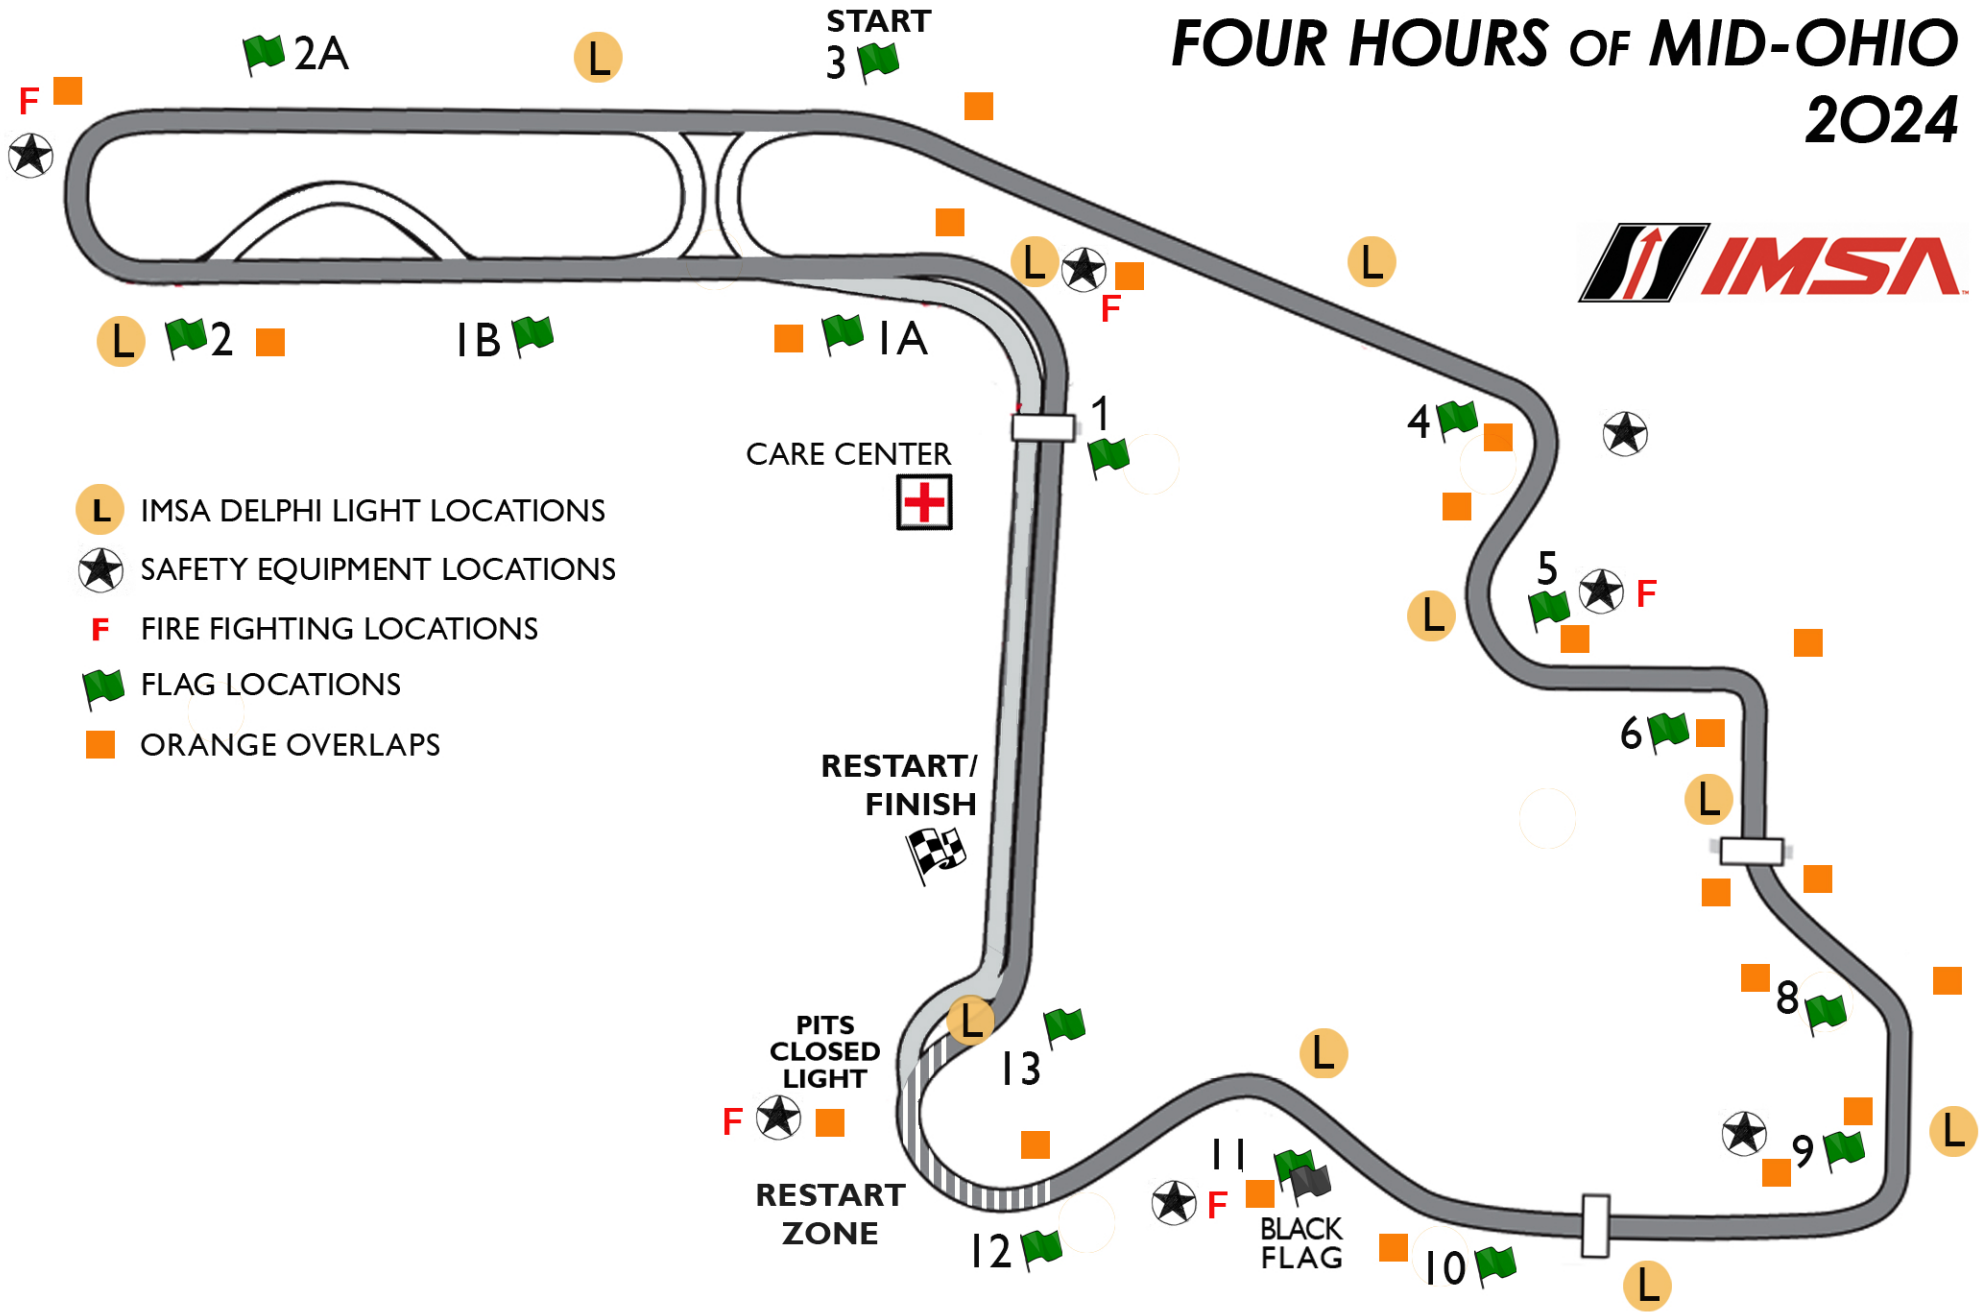 FOUR HOURS OF MID-OHIO
2024
IMSA
™
2A
L
START
3
F
L
L
F
L
L
2
1B
1A
1
4
CARE CENTER
L IMSA DELPHI LIGHT LOCATIONS
SAFETY EQUIPMENT LOCATIONS
F FIRE FIGHTING LOCATIONS
FLAG LOCATIONS
ORANGE OVERLAPS
5
F
L
6
L
RESTART/
FINISH
8
L
13
L
PITS
CLOSED
LIGHT
F
L
9
11
F
BLACK
FLAG
RESTART
ZONE
12
10
L